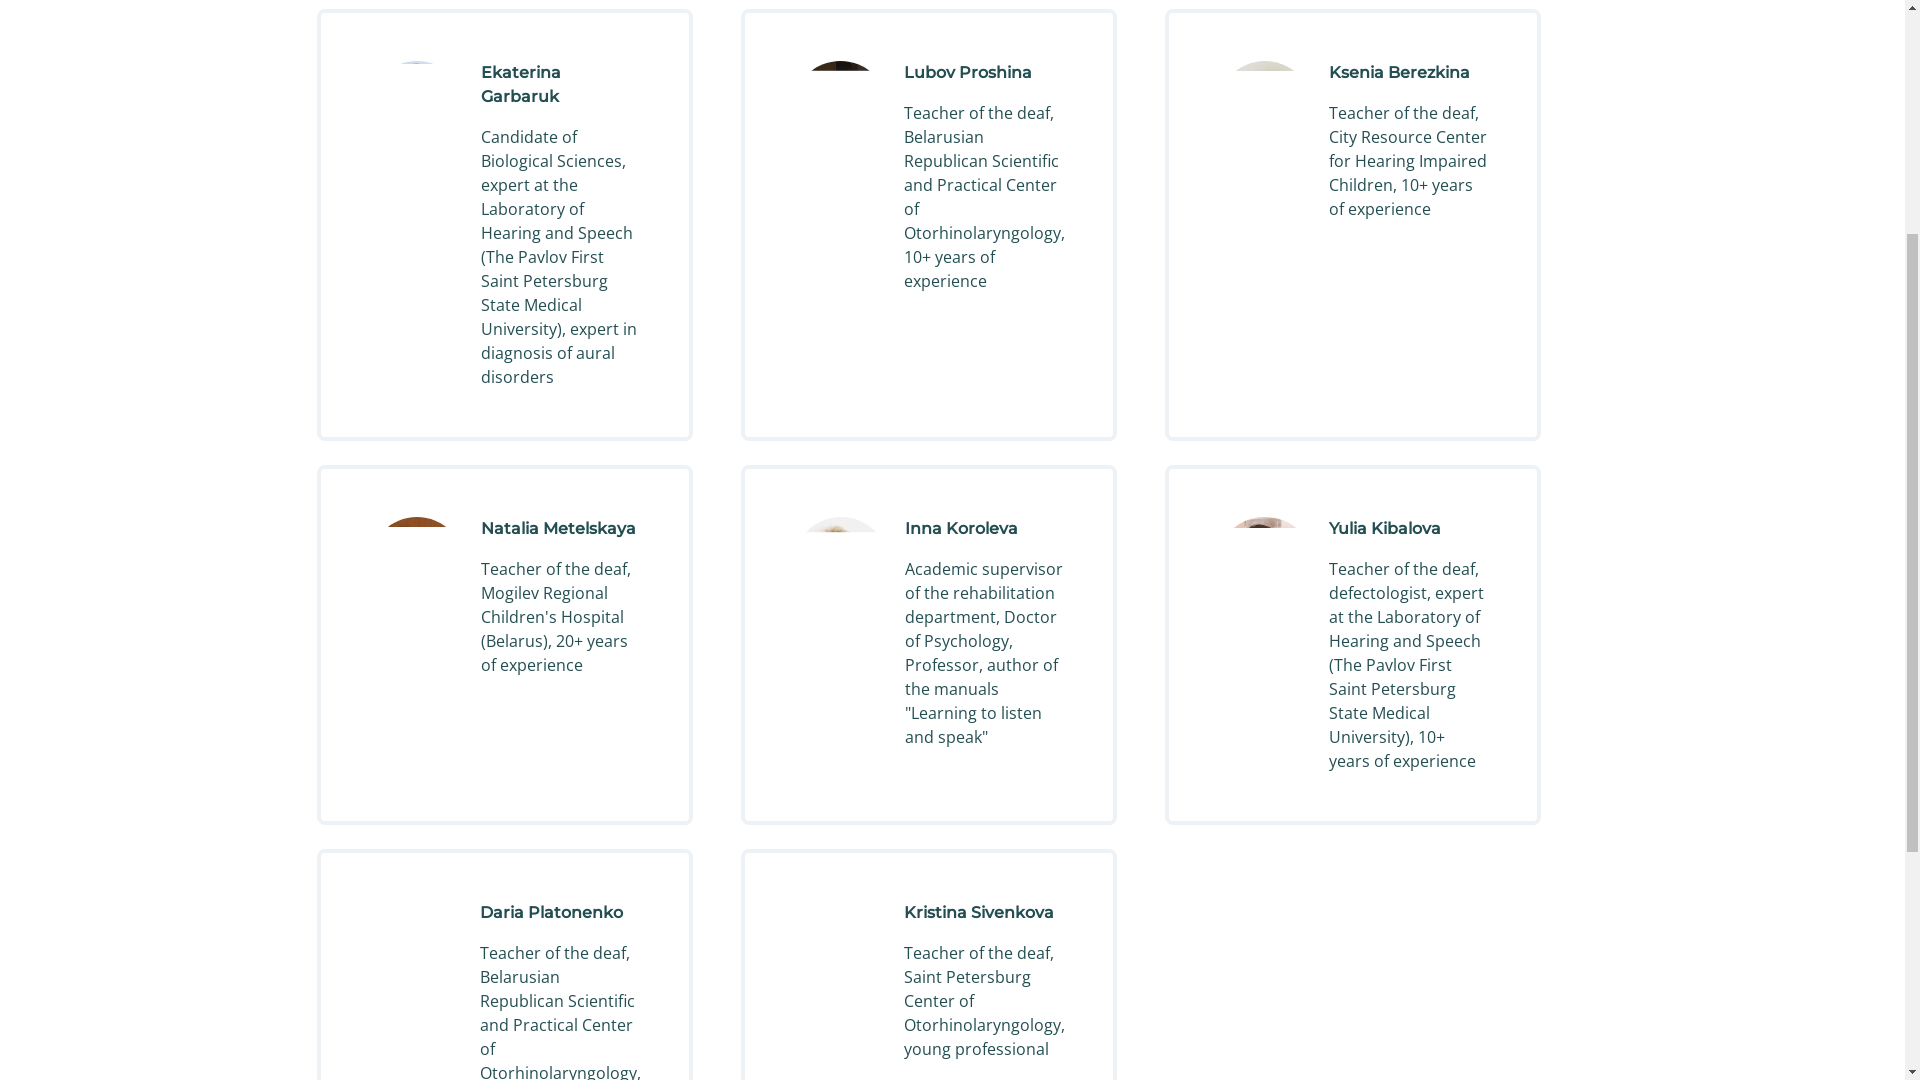 Ekaterina
Garbaruk
Candidate of
Biological Sciences,
expert at the
Laboratory of
Hearing and Speech
(The Pavlov First
Saint Petersburg
State Medical
University), expert in
diagnosis of aural
disorders
Lubov Proshina
Teacher of the deaf,
Belarusian
Republican Scientific
and Practical Center
of
Otorhinolaryngology,
10+ years of
experience
Ksenia Berezkina
Teacher of the deaf,
City Resource Center
for Hearing Impaired
Children, 10+ years
of experience
Natalia Metelskaya
Teacher of the deaf,
Mogilev Regional
Children's Hospital
(Belarus), 20+ years
of experience
Inna Koroleva
Academic supervisor
of the rehabilitation
department, Doctor
of Psychology,
Professor, author of
the manuals
"Learning to listen
and speak"
Yulia Kibalova
Teacher of the deaf,
defectologist, expert
at the Laboratory of
Hearing and Speech
(The Pavlov First
Saint Petersburg
State Medical
University), 10+
years of experience
Daria Platonenko
Teacher of the deaf,
Belarusian
Republican Scientific
and Practical Center
of
Otorhinolaryngology,
Kristina Sivenkova
Teacher of the deaf,
Saint Petersburg
Center of
Otorhinolaryngology,
young professional